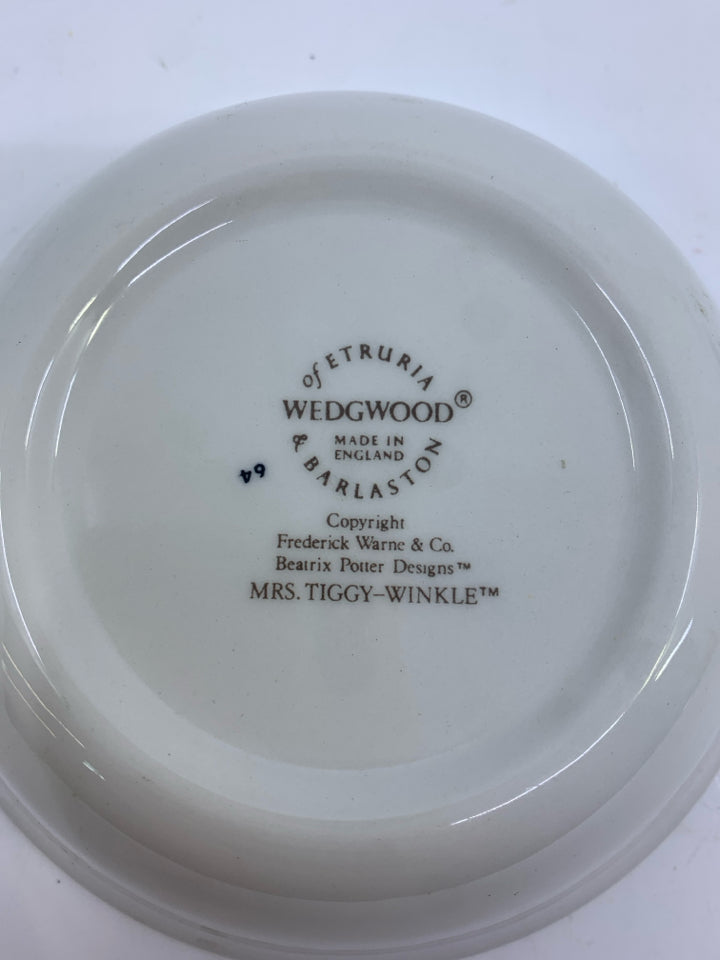 of ETRURIA
WEDGWOOD®
MADE IN
ENGLAND
& BARLASTON
64
Copyright
Frederick Warne & Co.
Beatrix Potter Designs™
MRS. TIGGY–WINKLE™